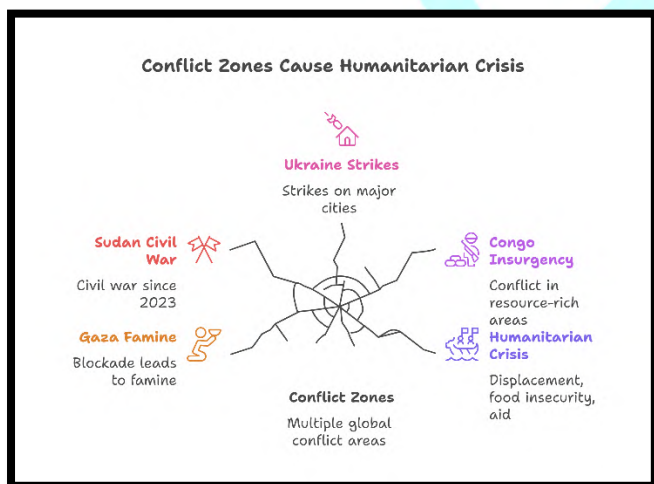 Conflict Zones Cause Humanitarian Crisis
Ukraine Strikes
Strikes on major
cities
Sudan Civil
War
Civil war since
2023
Congo
Insurgency
Conflict in
resource-rich
areas
Gaza Famine
Blockade leads
to famine
Humanitarian
Crisis
Displacement,
food insecurity,
aid
Conflict Zones
Multiple global
conflict areas